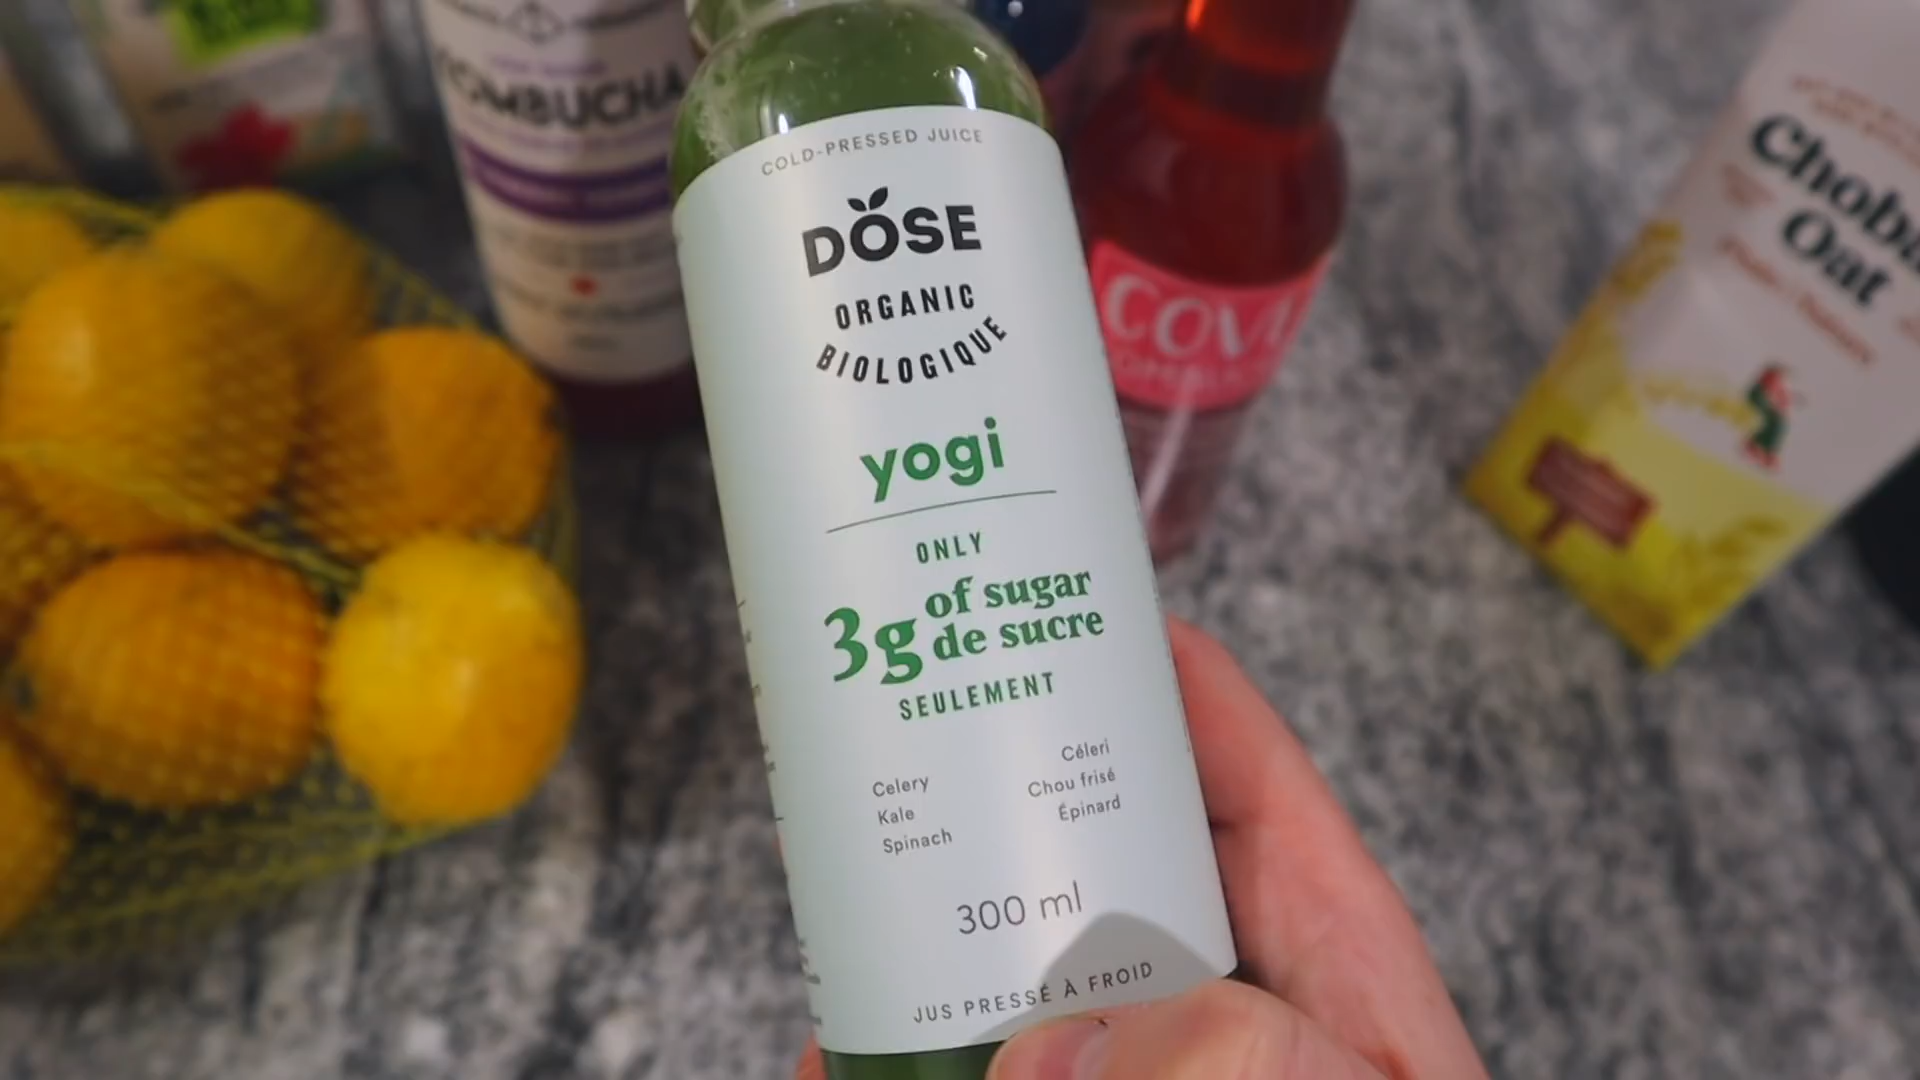 COLD-PRESSED JUICE
DOSE
ORGANIC
BIOLOGIQUE
yogi
ONLY
3g of sugar
de sucre
SEULEMENT
Celery
Kale
Spinach
Céleri
Chou frisé
Épinard
300 ml
JUS PRESSÉ À FROID
KOMBUCHA
COVI
Choba
Oat